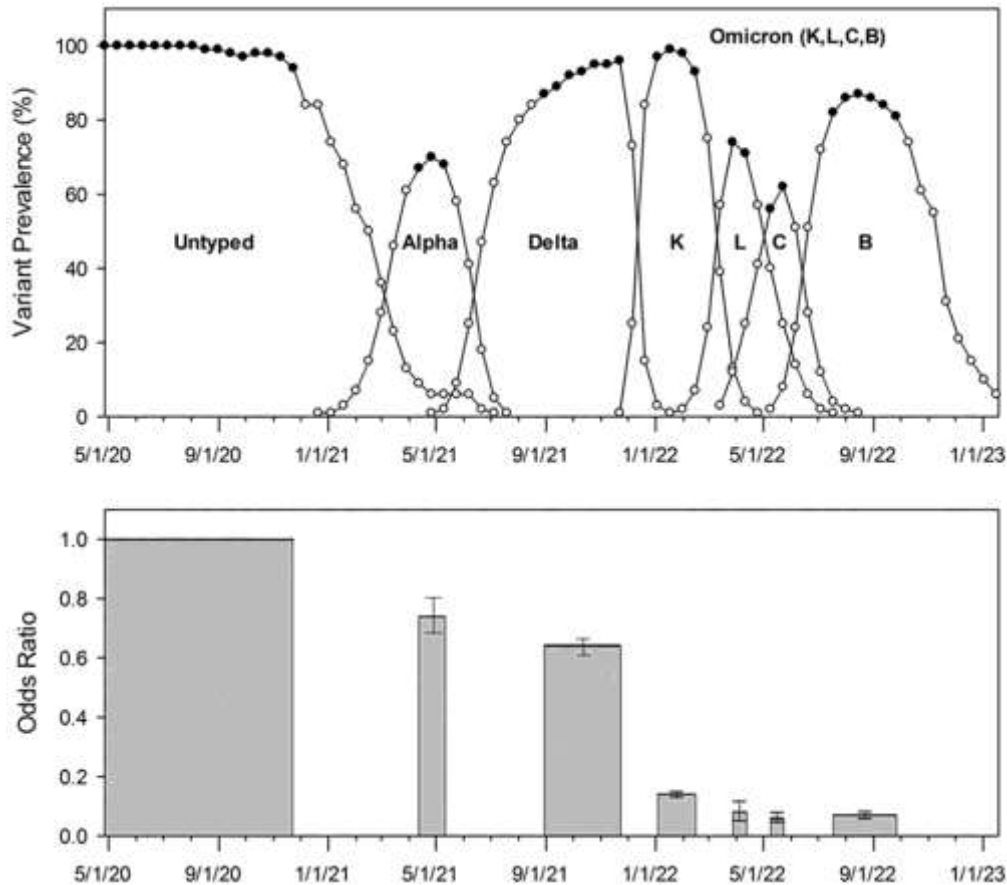 Omicron (K,L,C,B)
Variant Prevalence (%)
100
80
60
40
20
0
Untyped Alpha Delta K L C B
5/1/20 9/1/20 1/1/21 5/1/21 9/1/21 1/1/22 5/1/22 9/1/22 1/1/23
Odds Ratio
1.0
0.8
0.6
0.4
0.2
0.0
5/1/20 9/1/20 1/1/21 5/1/21 9/1/21 1/1/22 5/1/22 9/1/22 1/1/23